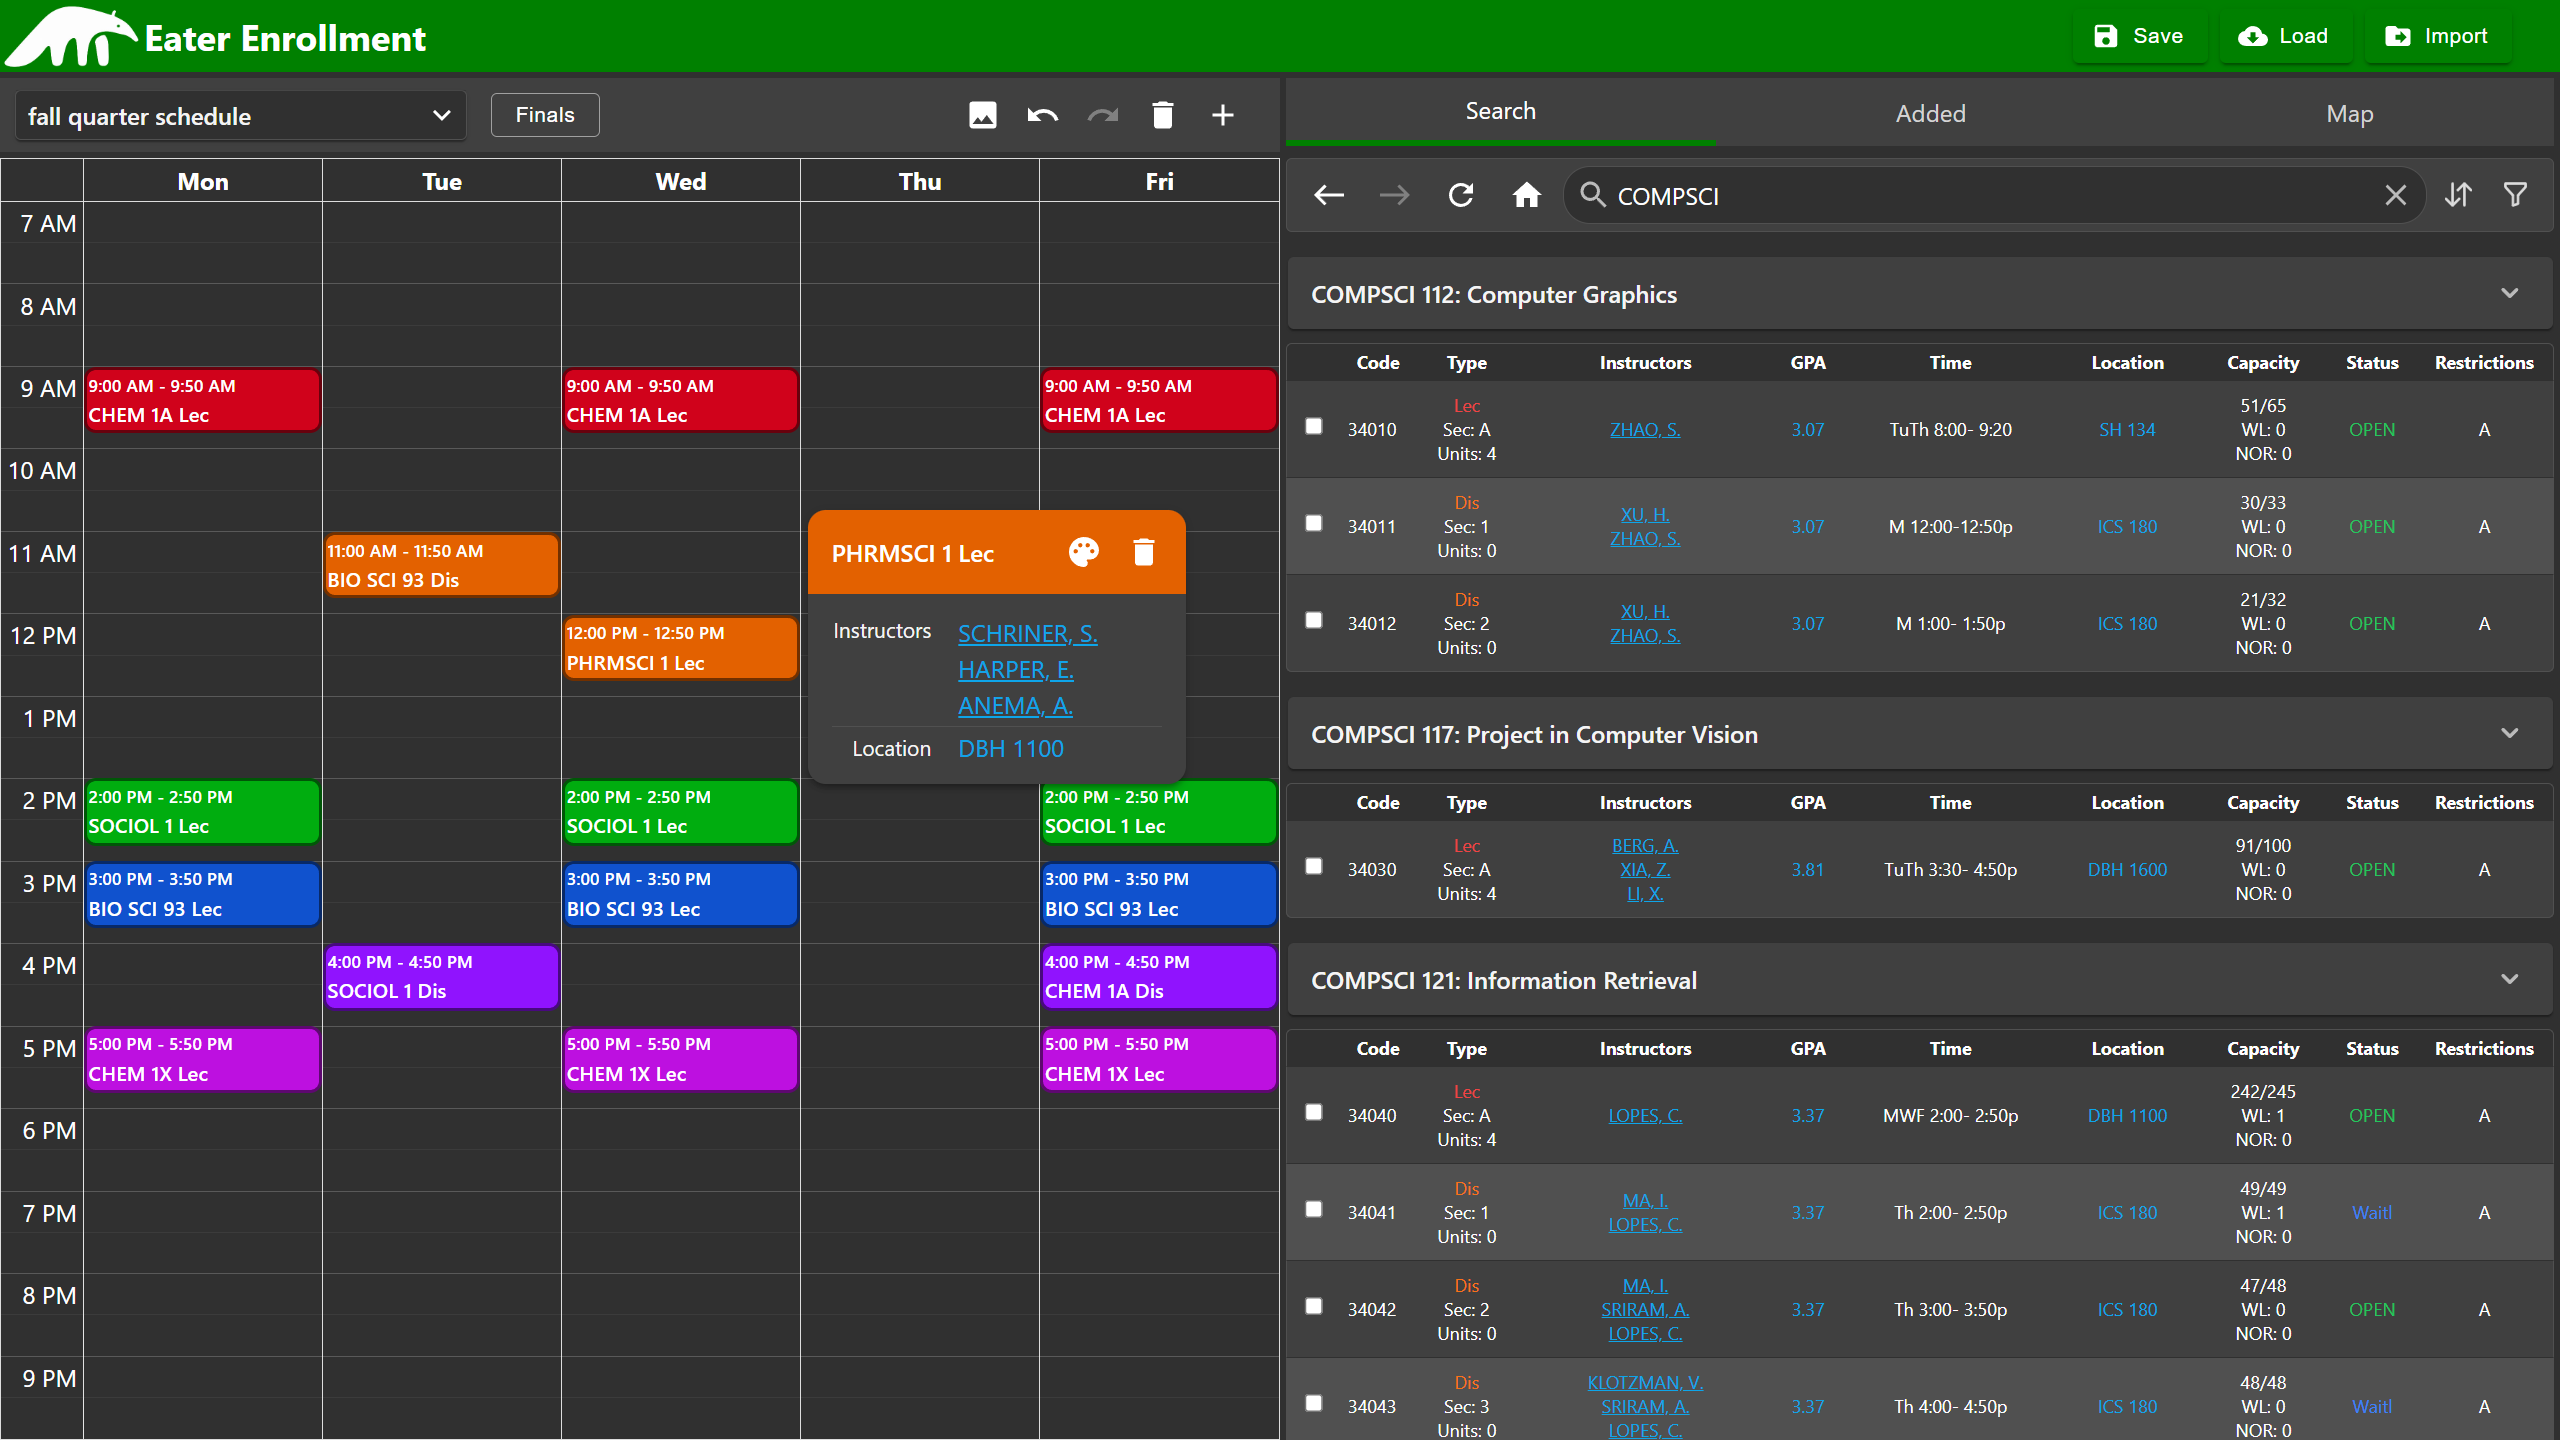 Eater Enrollment
Save
Load
Import
fall quarter schedule
Finals
Mon
Tue
Wed
Thu
Fri
7 AM
8 AM
9 AM
10 AM
11 AM
12 PM
1 PM
2 PM
3 PM
4 PM
5 PM
6 PM
7 PM
8 PM
9 PM
9:00 AM - 9:50 AM
CHEM 1A Lec
9:00 AM - 9:50 AM
CHEM 1A Lec
9:00 AM - 9:50 AM
CHEM 1A Lec
11:00 AM - 11:50 AM
BIO SCI 93 Dis
12:00 PM - 12:50 PM
PHRMSCI 1 Lec
PHRMSCI 1 Lec
Instructors
SCHRINER, S.
HARPER, E.
ANEMA, A.
Location
DBH 1100
2:00 PM - 2:50 PM
SOCIOL 1 Lec
2:00 PM - 2:50 PM
SOCIOL 1 Lec
2:00 PM - 2:50 PM
SOCIOL 1 Lec
3:00 PM - 3:50 PM
BIO SCI 93 Lec
3:00 PM - 3:50 PM
BIO SCI 93 Lec
3:00 PM - 3:50 PM
BIO SCI 93 Lec
4:00 PM - 4:50 PM
SOCIOL 1 Dis
4:00 PM - 4:50 PM
CHEM 1A Dis
5:00 PM - 5:50 PM
CHEM 1X Lec
5:00 PM - 5:50 PM
CHEM 1X Lec
5:00 PM - 5:50 PM
CHEM 1X Lec
Search
Added
Map
COMPSCI
COMPSCI 112: Computer Graphics
Code Type Instructors GPA Time Location Capacity Status Restrictions
Lec 51/65
34010 Sec: A ZHAO, S. 3.07 TuTh 8:00- 9:20 SH 134 WL: 0 OPEN A
Units: 4 NOR: 0
Dis XU, H. 30/33
34011 Sec: 1 3.07 M 12:00-12:50p ICS 180 WL: 0 OPEN A
Units: 0 ZHAO, S. NOR: 0
Dis XU, H. 21/32
34012 Sec: 2 3.07 M 1:00- 1:50p ICS 180 WL: 0 OPEN A
Units: 0 ZHAO, S. NOR: 0
COMPSCI 117: Project in Computer Vision
Code Type Instructors GPA Time Location Capacity Status Restrictions
Lec BERG, A. 91/100
34030 Sec: A XIA, Z. 3.81 TuTh 3:30- 4:50p DBH 1600 WL: 0 OPEN A
Units: 4 LI, X. NOR: 0
COMPSCI 121: Information Retrieval
Code Type Instructors GPA Time Location Capacity Status Restrictions
Lec 242/245
34040 Sec: A LOPES, C. 3.37 MWF 2:00- 2:50p DBH 1100 WL: 1 OPEN A
Units: 4 NOR: 0
Dis MA, I. 49/49
34041 Sec: 1 3.37 Th 2:00- 2:50p ICS 180 WL: 1 Waitl A
Units: 0 LOPES, C. NOR: 0
Dis MA, I. 47/48
34042 Sec: 2 SRIRAM, A. 3.37 Th 3:00- 3:50p ICS 180 WL: 0 OPEN A
Units: 0 LOPES, C. NOR: 0
Dis KLOTZMAN, V. 48/48
34043 Sec: 3 SRIRAM, A. 3.37 Th 4:00- 4:50p ICS 180 WL: 0 Waitl A
Units: 0 LOPES, C. NOR: 0